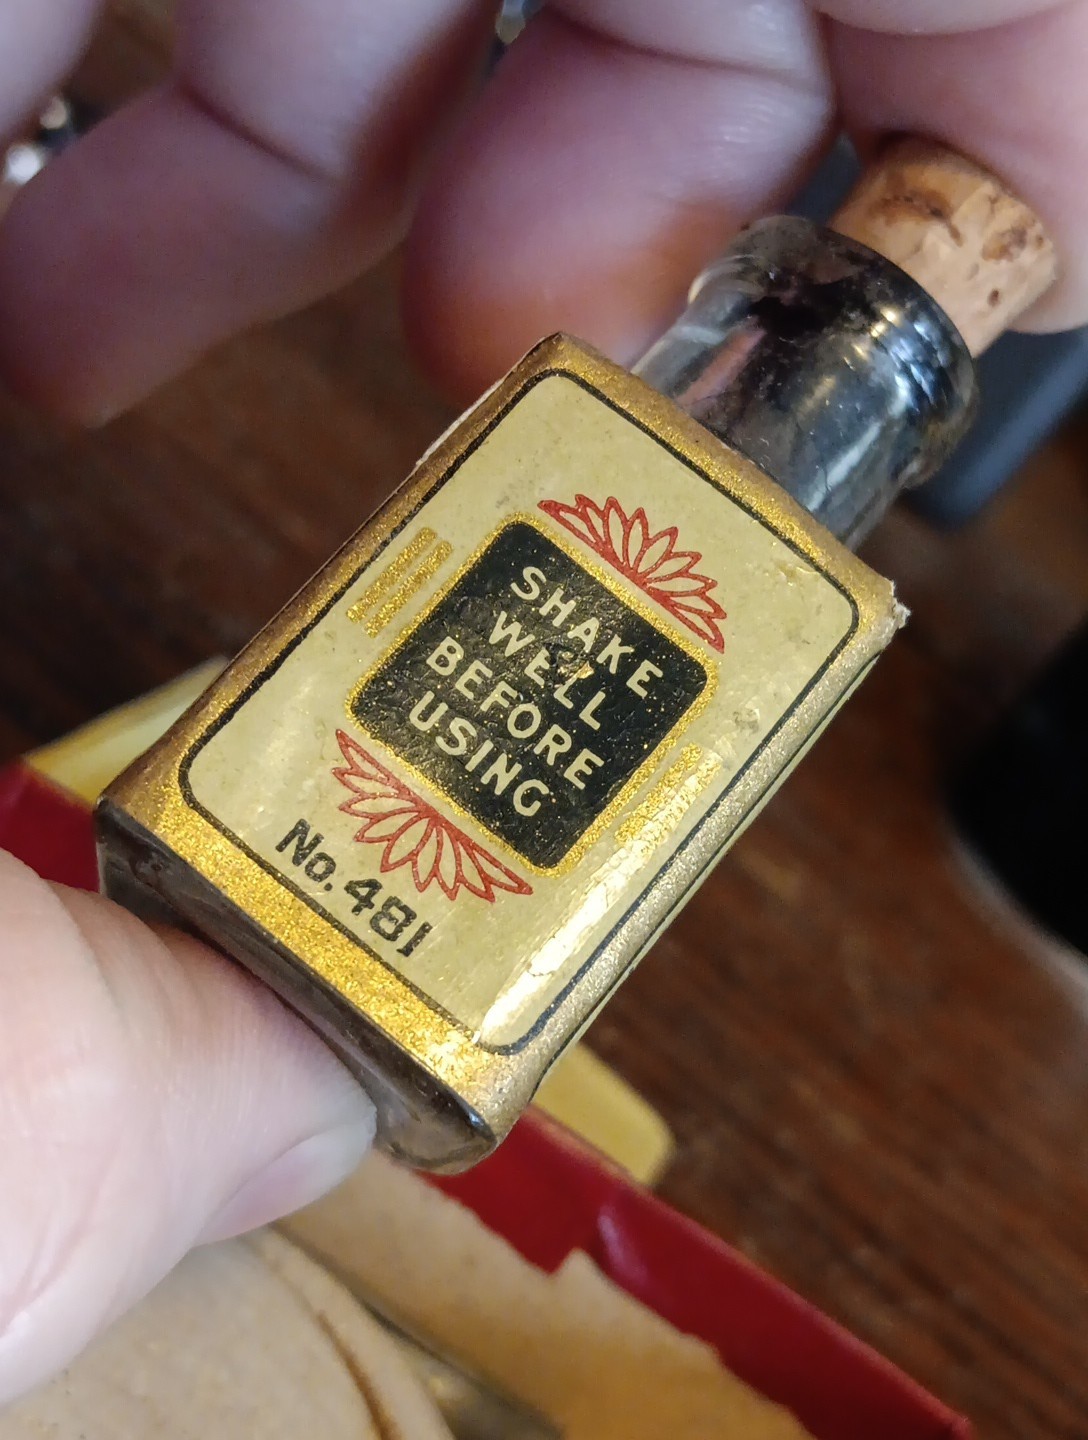 SHAKE
WELL
BEFORE
USING
No. 481